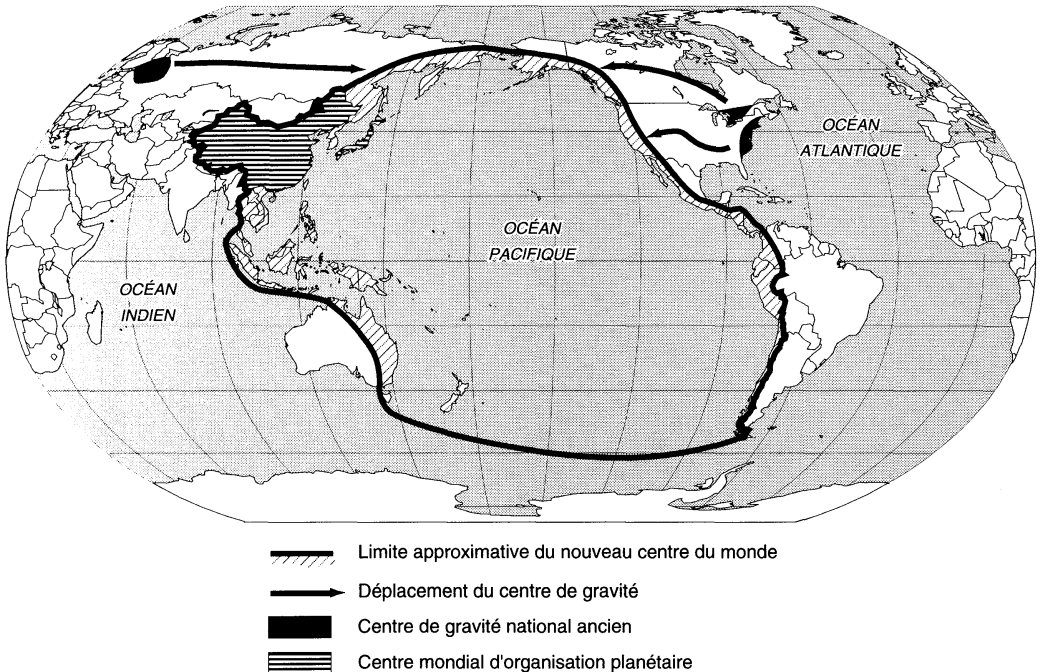 OCÉAN
ATLANTIQUE
OCÉAN
PACIFIQUE
OCÉAN
INDIEN
Limite approximative du nouveau centre du monde
Déplacement du centre de gravité
Centre de gravité national ancien
Centre mondial d'organisation planétaire